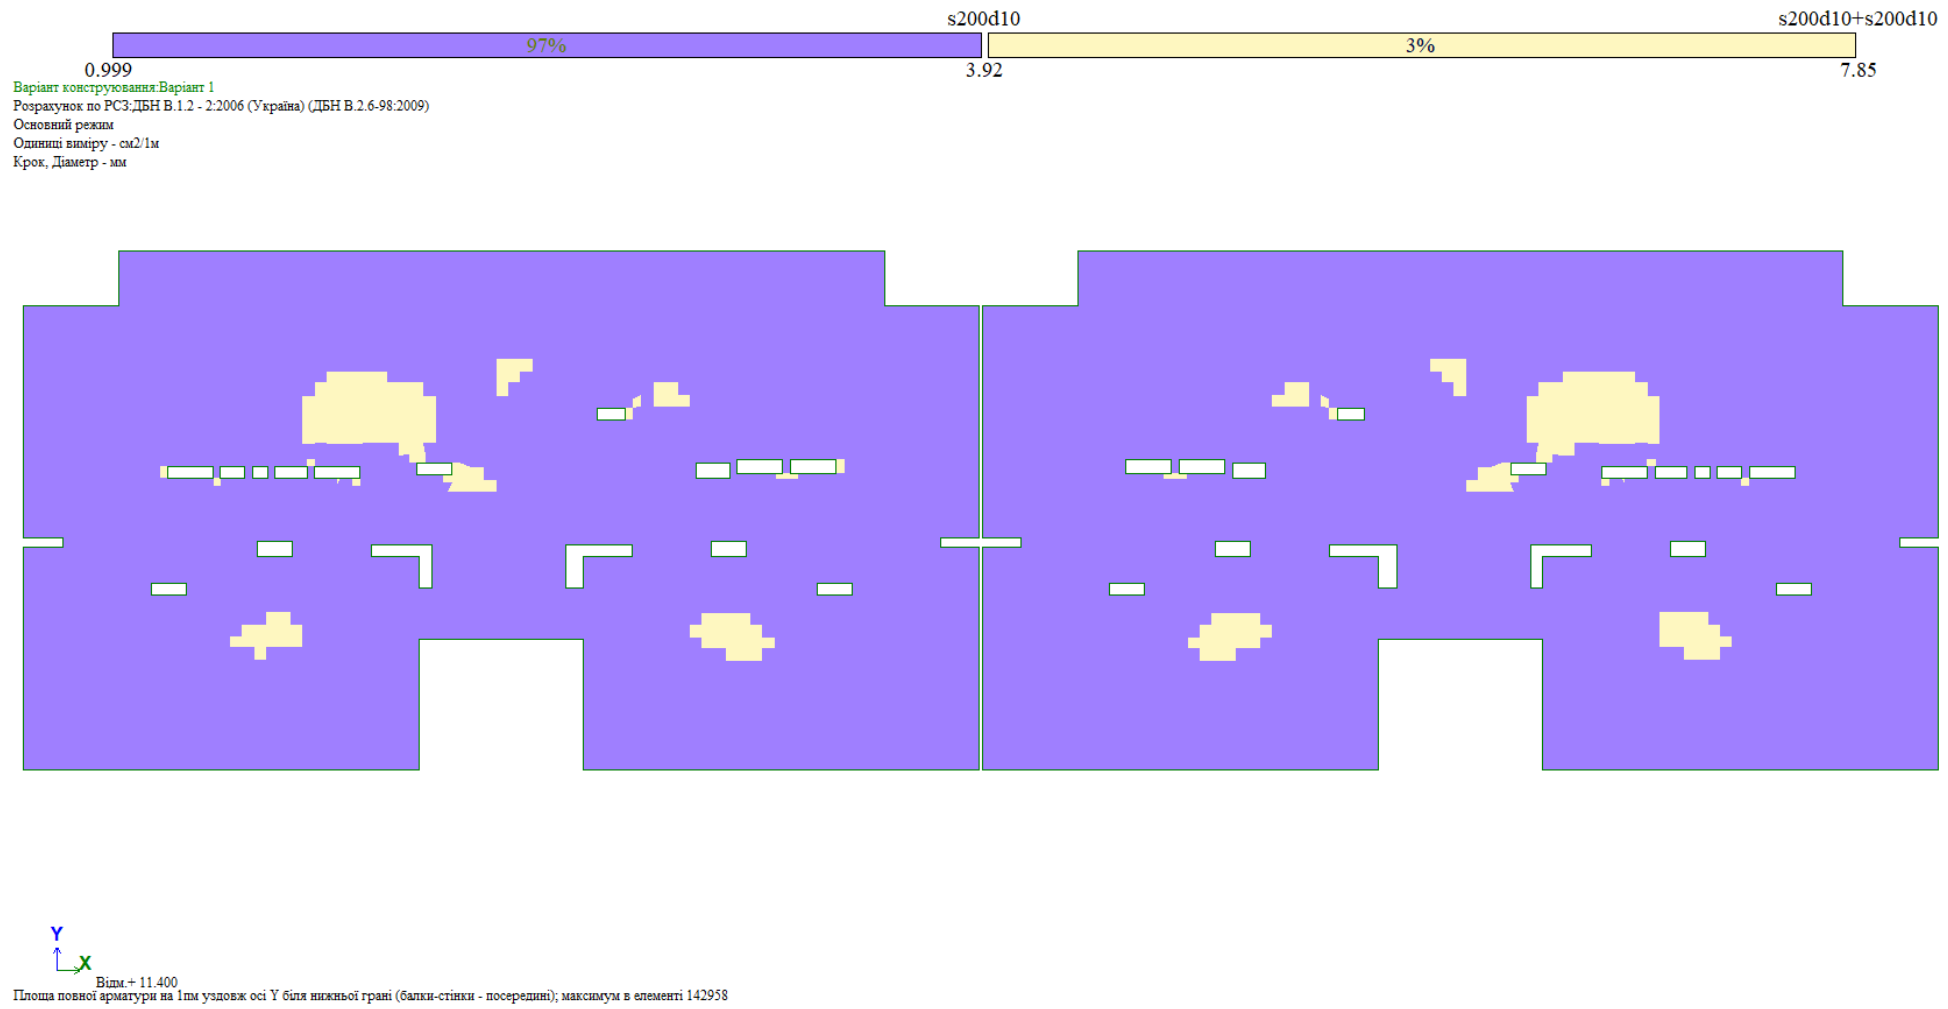 s200d10 s200d10+s200d10
97% 3%
0.999 3.92 7.85
Варіант конструювання:Варіант 1
Розрахунок по РСЗ:ДБН В.1.2 - 2:2006 (Україна) (ДБН В.2.6-98:2009)
Основний режим
Одиниці виміру - см2/1м
Крок, Діаметр - мм
Y
X
Відм.+ 11.400
Площа повної арматури на 1пм уздовж осі Y біля нижньої грані (балки-стінки - посередині); максимум в елементі 142958